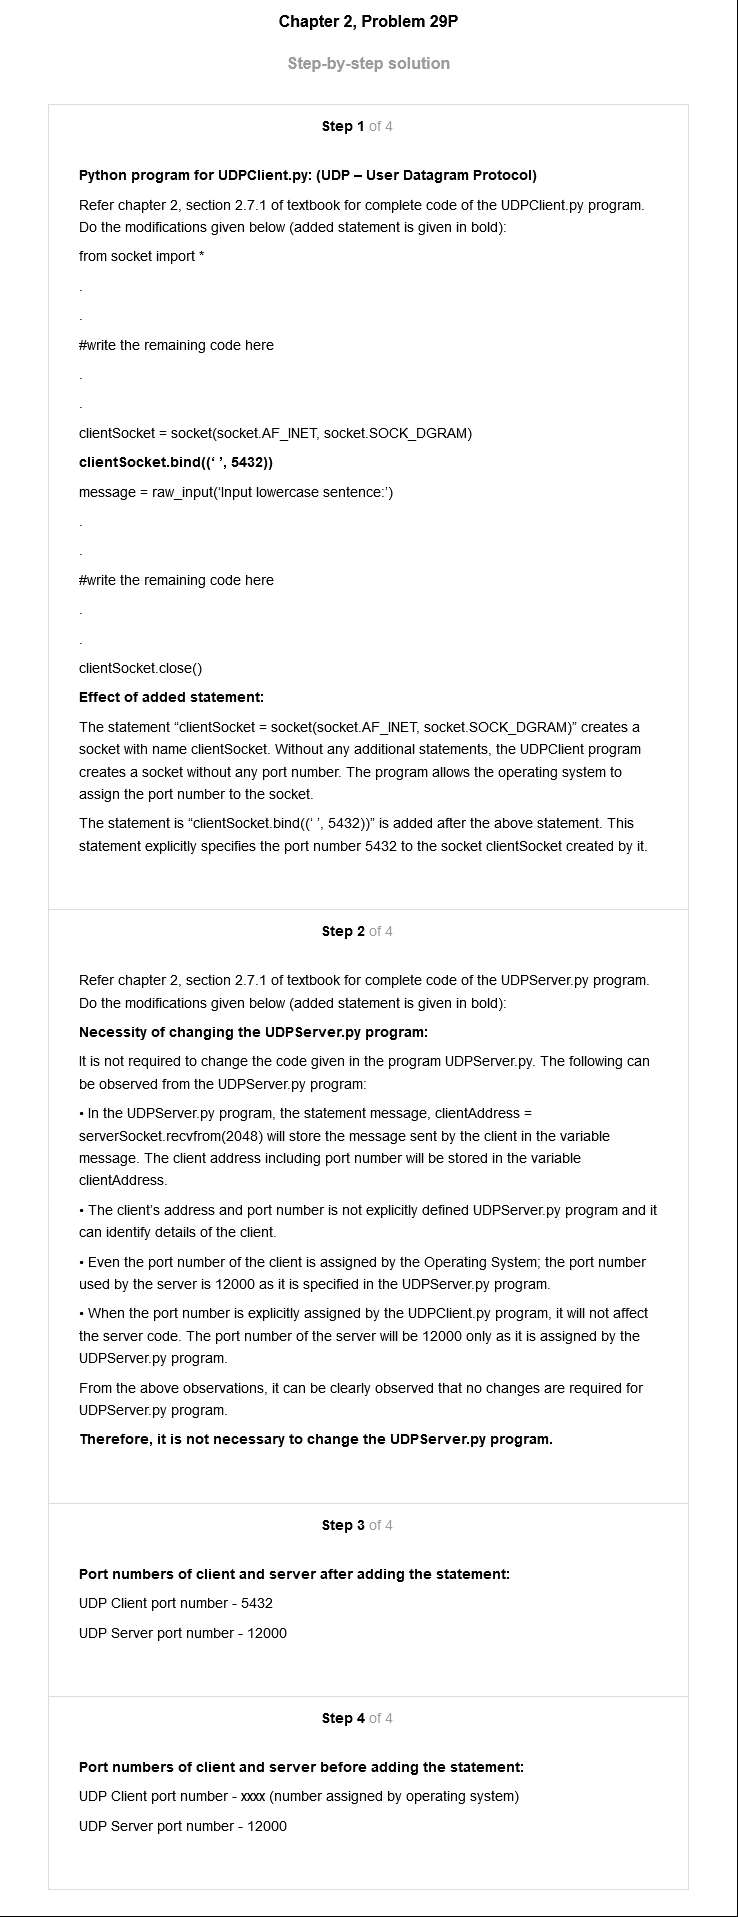 Chapter 2, Problem 29P
Step-by-step solution
Step 1 of 4
Python program for UDPClient.py: (UDP – User Datagram Protocol)
Refer chapter 2, section 2.7.1 of textbook for complete code of the UDPClient.py program.
Do the modifications given below (added statement is given in bold):
from socket import *
.
.
#write the remaining code here
.
.
clientSocket = socket(socket.AF_INET, socket.SOCK_DGRAM)
clientSocket.bind((‘ ’, 5432))
message = raw_input(‘Input lowercase sentence:’)
.
.
#write the remaining code here
.
.
clientSocket.close()
Effect of added statement:
The statement “clientSocket = socket(socket.AF_INET, socket.SOCK_DGRAM)” creates a
socket with name clientSocket. Without any additional statements, the UDPClient program
creates a socket without any port number. The program allows the operating system to
assign the port number to the socket.
The statement is “clientSocket.bind((‘ ’, 5432))” is added after the above statement. This
statement explicitly specifies the port number 5432 to the socket clientSocket created by it.
Step 2 of 4
Refer chapter 2, section 2.7.1 of textbook for complete code of the UDPServer.py program.
Do the modifications given below (added statement is given in bold):
Necessity of changing the UDPServer.py program:
It is not required to change the code given in the program UDPServer.py. The following can
be observed from the UDPServer.py program:
• In the UDPServer.py program, the statement message, clientAddress =
serverSocket.recvfrom(2048) will store the message sent by the client in the variable
message. The client address including port number will be stored in the variable
clientAddress.
• The client’s address and port number is not explicitly defined UDPServer.py program and it
can identify details of the client.
• Even the port number of the client is assigned by the Operating System; the port number
used by the server is 12000 as it is specified in the UDPServer.py program.
• When the port number is explicitly assigned by the UDPClient.py program, it will not affect
the server code. The port number of the server will be 12000 only as it is assigned by the
UDPServer.py program.
From the above observations, it can be clearly observed that no changes are required for
UDPServer.py program.
Therefore, it is not necessary to change the UDPServer.py program.
Step 3 of 4
Port numbers of client and server after adding the statement:
UDP Client port number - 5432
UDP Server port number - 12000
Step 4 of 4
Port numbers of client and server before adding the statement:
UDP Client port number - xxxx (number assigned by operating system)
UDP Server port number - 12000